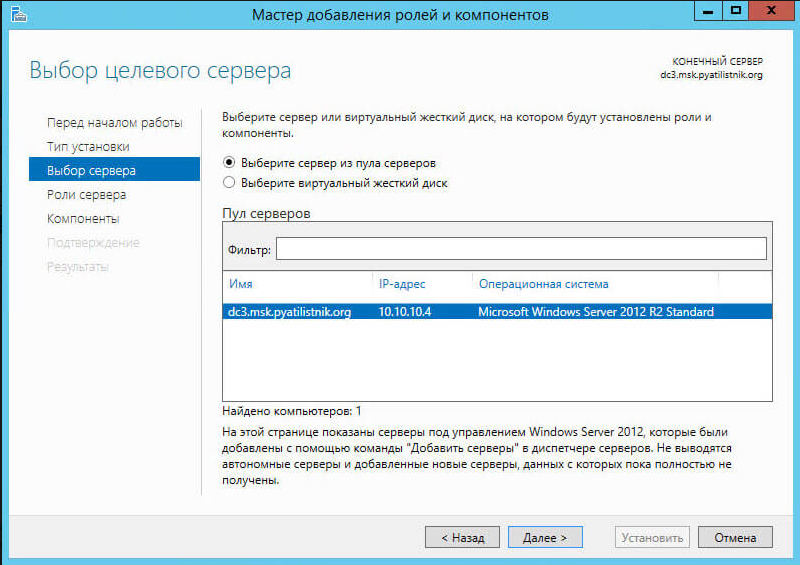 Мастер добавления ролей и компонентов
Выбор целевого сервера
КОНЕЧНЫЙ СЕРВЕР
dc3.msk.pyatilistnik.org
Перед началом работы
Тип установки
Выбор сервера
Роли сервера
Компоненты
Подтверждение
Результаты
Выберите сервер или виртуальный жесткий диск, на котором будут установлены роли и
компоненты.
Выберите сервер из пула серверов
Выберите виртуальный жесткий диск
Пул серверов
Фильтр:
Имя IP-адрес Операционная система
dc3.msk.pyatilistnik.org 10.10.10.4 Microsoft Windows Server 2012 R2 Standard
Найдено компьютеров: 1
На этой странице показаны серверы под управлением Windows Server 2012, которые были
добавлены с помощью команды "Добавить серверы" в диспетчере серверов. Не выводятся
автономные серверы и добавленные новые серверы, данных с которых пока полностью не
получены.
< Назад Далее > Установить Отмена